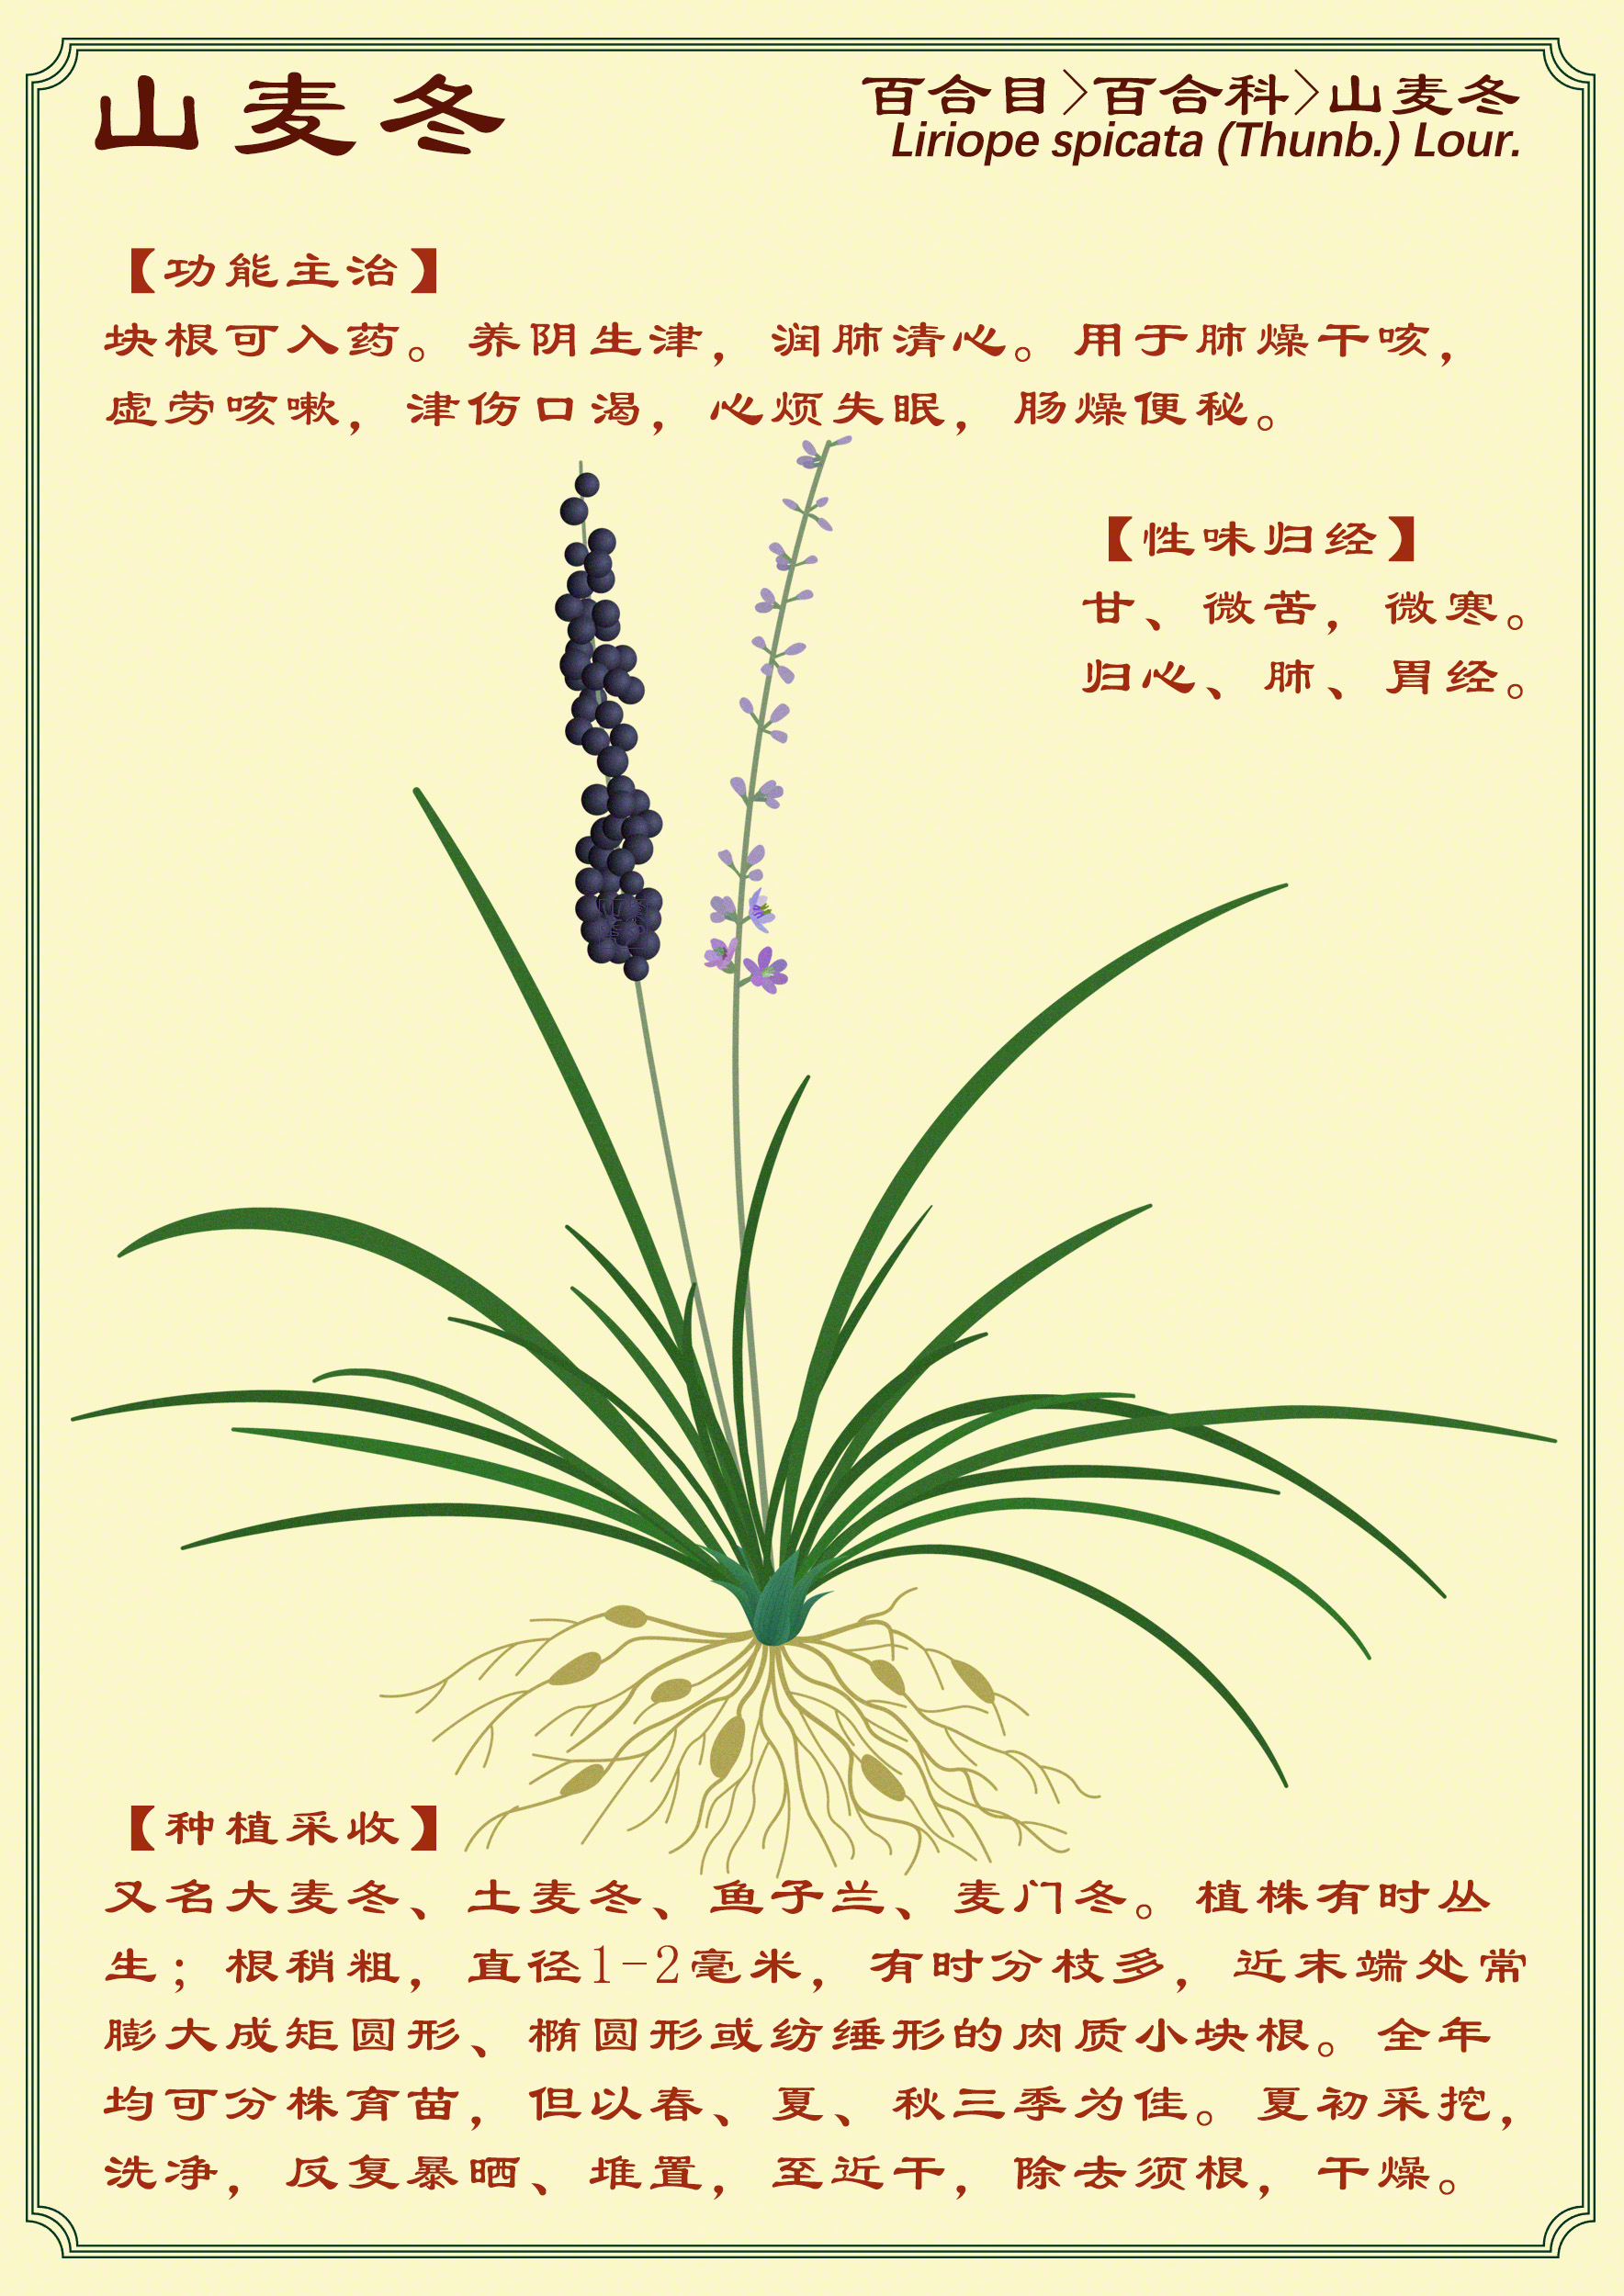 山麦冬
百合目>百合科>山麦冬
Liriope spicata (Thunb.) Lour.
【功能主治】
块根可入药。养阴生津，润肺清心。用于肺燥干咳，
虚劳咳嗽，津伤口渴，心烦失眠，肠燥便秘。
【性味归经】
甘、微苦，微寒。
归心、肺、胃经。
【种植采收】
又名大麦冬、土麦冬、鱼子兰、麦门冬。植株有时丛
生；根稍粗，直径1-2毫米，有时分枝多，近末端处常
膨大成矩圆形、椭圆形或纺缍形的肉质小块根。全年
均可分株育苗，但以春、夏、秋三季为佳。夏初采挖，
洗净，反复暴晒、堆置，至近干，除去须根，干燥。